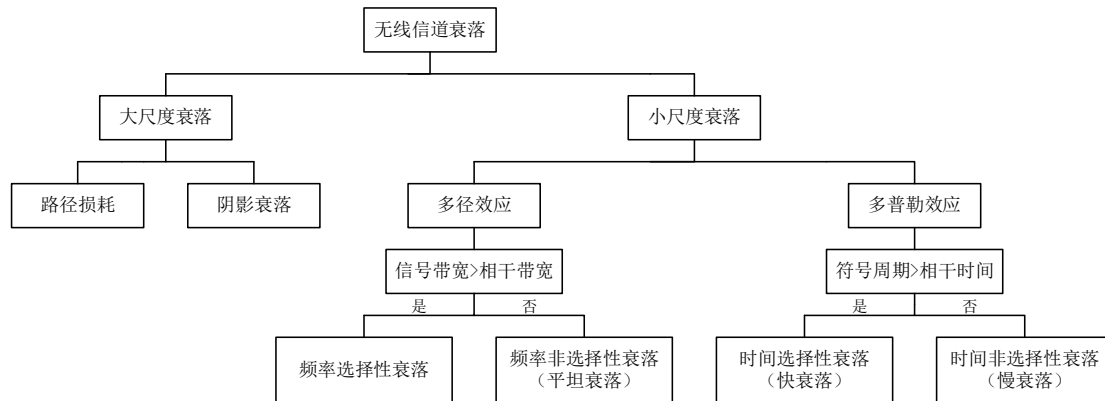 无线信道衰落
大尺度衰落
小尺度衰落
路径损耗
阴影衰落
多径效应
多普勒效应
信号带宽>相干带宽
符号周期>相干时间
是
否
是
否
频率选择性衰落
频率非选择性衰落
（平坦衰落）
时间选择性衰落
（快衰落）
时间非选择性衰落
（慢衰落）